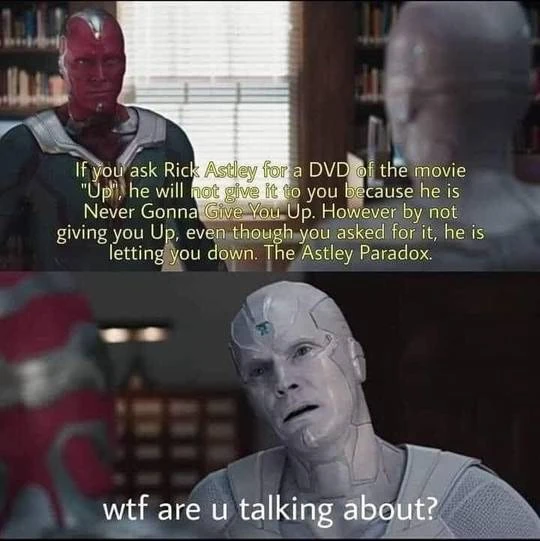 If you ask Rick Astley for a DVD of the movie
"Up", he will not give it to you because he is
Never Gonna Give You Up. However by not
giving you Up, even though you asked for it, he is
letting you down. The Astley Paradox.
wtf are u talking about?